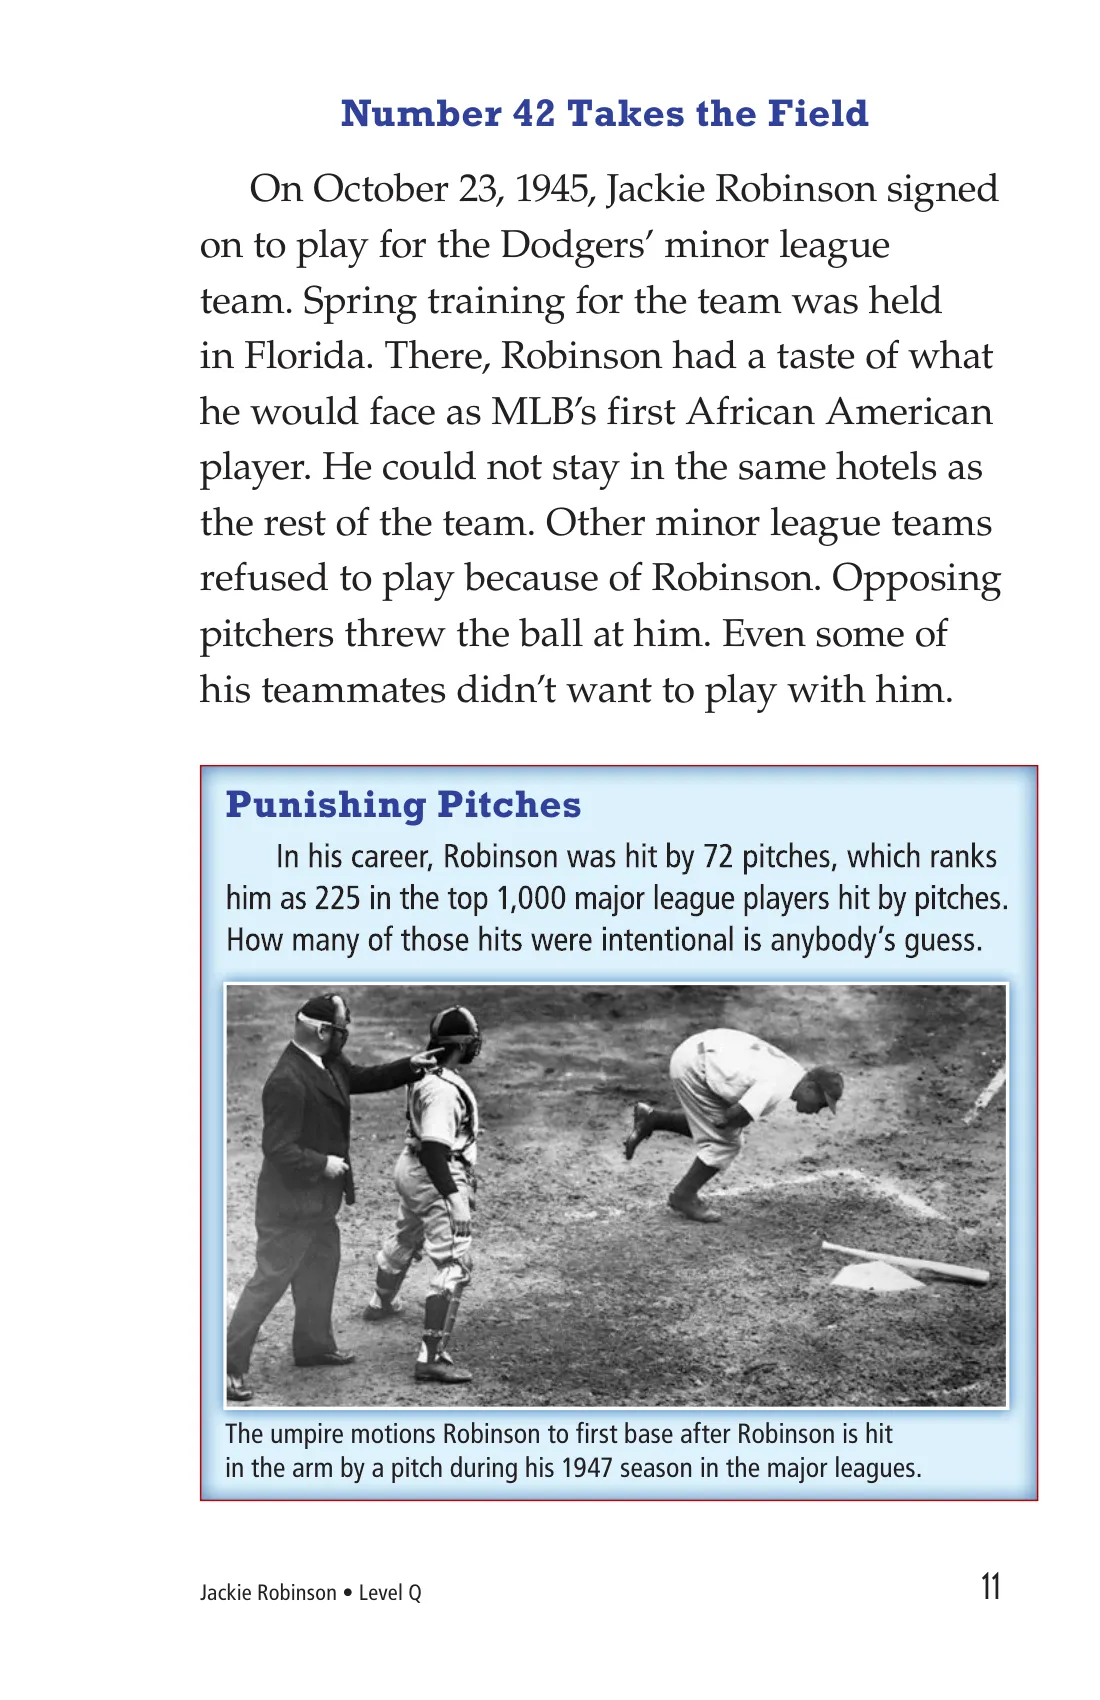 Number 42 Takes the Field
On October 23, 1945, Jackie Robinson signed
on to play for the Dodgers’ minor league
team. Spring training for the team was held
in Florida. There, Robinson had a taste of what
he would face as MLB’s first African American
player. He could not stay in the same hotels as
the rest of the team. Other minor league teams
refused to play because of Robinson. Opposing
pitchers threw the ball at him. Even some of
his teammates didn’t want to play with him.
Punishing Pitches
In his career, Robinson was hit by 72 pitches, which ranks
him as 225 in the top 1,000 major league players hit by pitches.
How many of those hits were intentional is anybody’s guess.
The umpire motions Robinson to first base after Robinson is hit
in the arm by a pitch during his 1947 season in the major leagues.
Jackie Robinson • Level Q
11